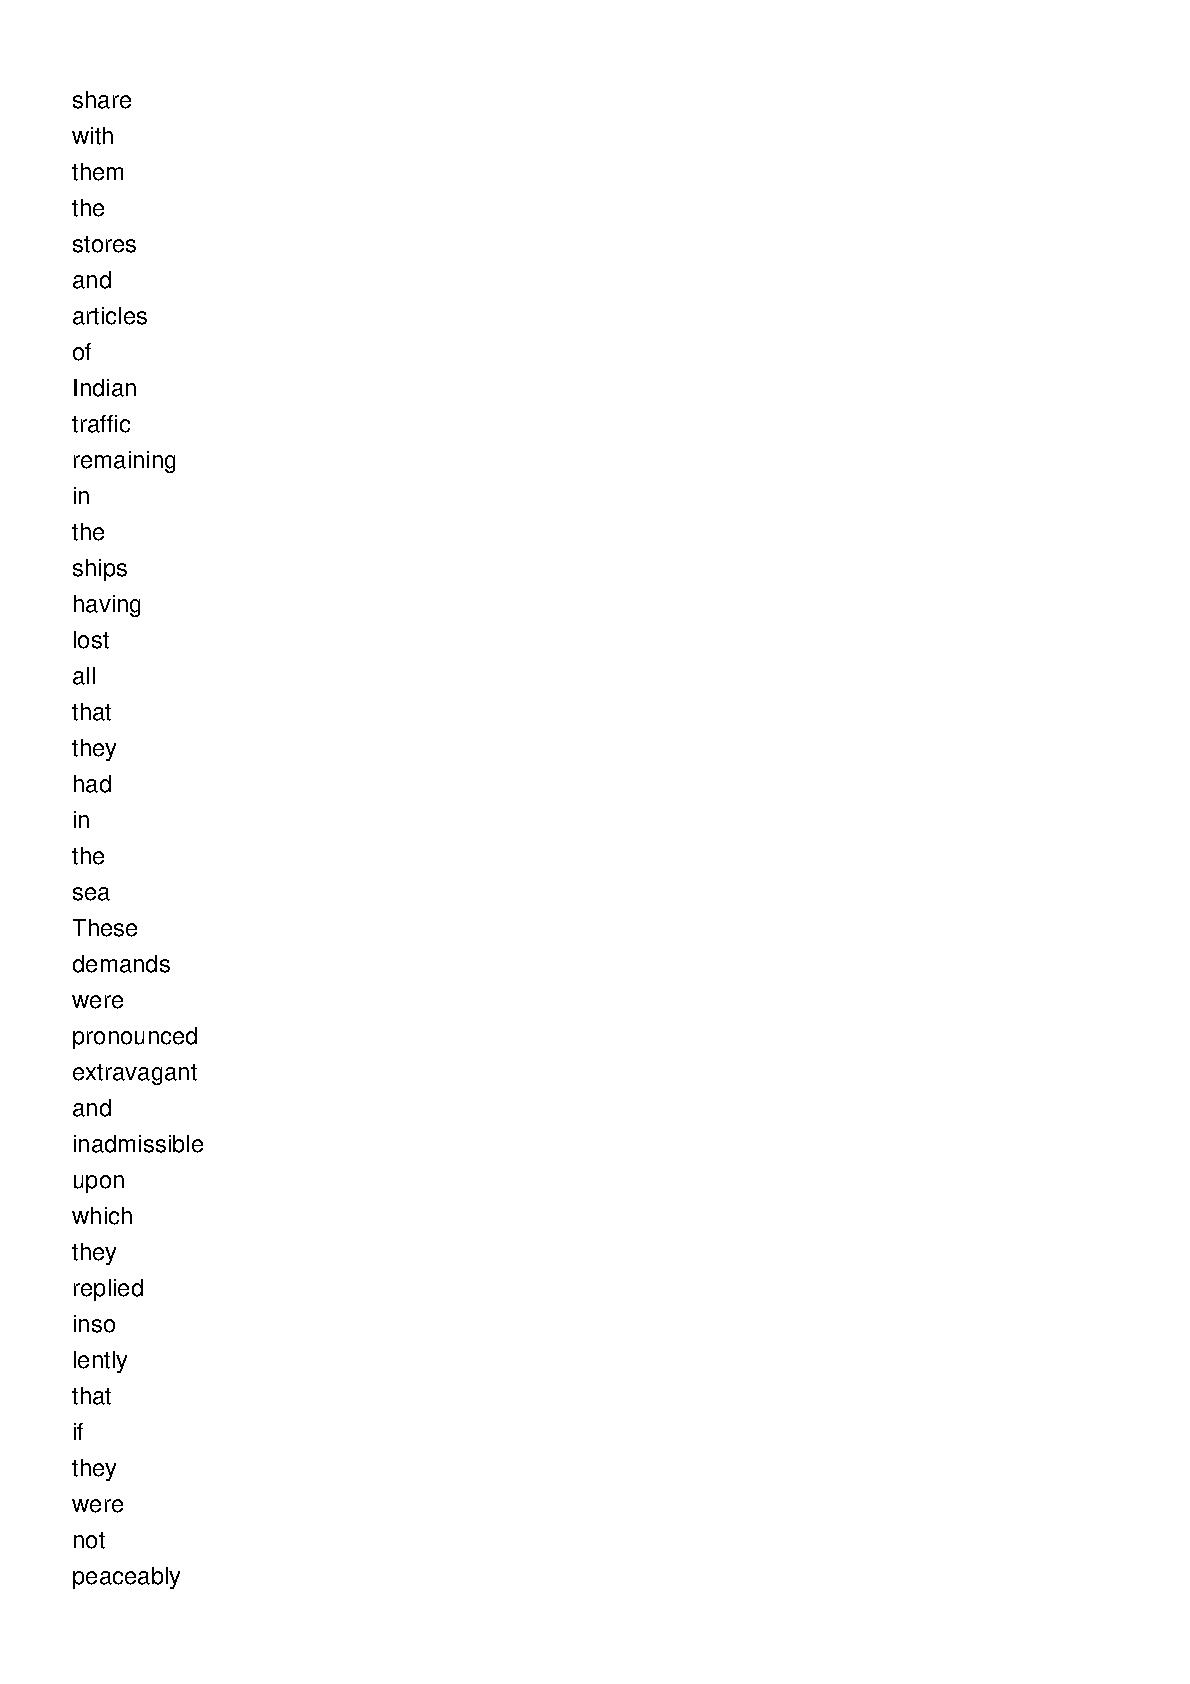 share
with
them
the
stores
and
articles
of
Indian
traffic
remaining
in
the
ships
having
lost
all
that
they
had
in
the
sea
These
demands
were
pronounced
extravagant
and
inadmissible
upon
which
they
replied
inso
lently
that
if
they
were
not
peaceably